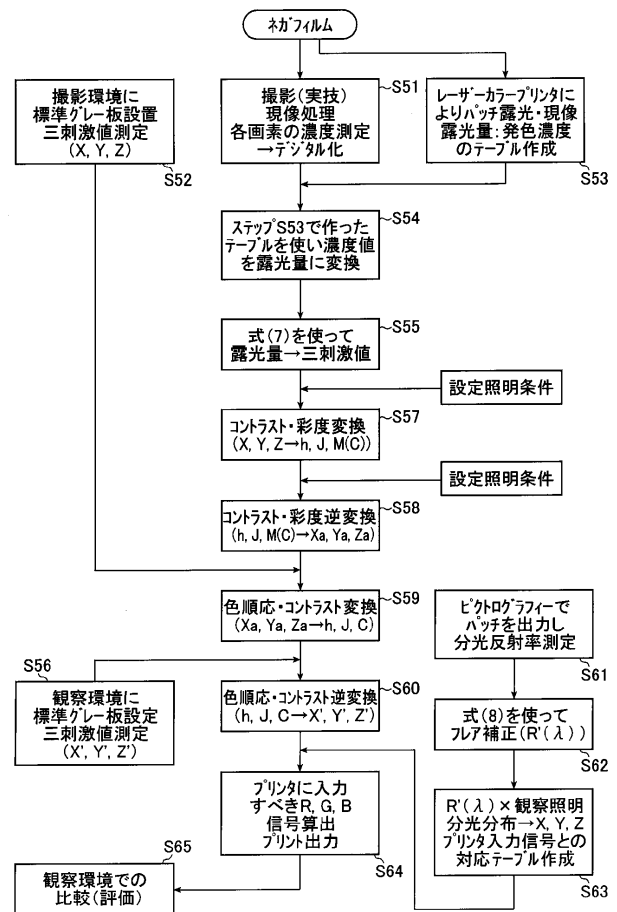 ネガフィルム
撮影環境に
標準グレー板設置
三刺激値測定
(X, Y, Z)
S52
撮影(実技)
現像処理
各画素の濃度測定
→デジタル化
S51
レーザーカラープリンタに
よりパッチ露光・現像
露光量:発色濃度
のテーブル作成
S53
ステップS53で作った
テーブルを使い濃度値
を露光量に変換
S54
式(7)を使って
露光量→三刺激値
S55
設定照明条件
コントラスト・彩度変換
(X, Y, Z→h, J, M(C))
S57
設定照明条件
コントラスト・彩度逆変換
(h, J, M(C)→Xa, Ya, Za)
S58
色順応・コントラスト変換
(Xa, Ya, Za→h, J, C)
S59
S56
観察環境に
標準グレー板設定
三刺激値測定
(X', Y', Z')
色順応・コントラスト逆変換
(h, J, C→X', Y', Z')
S60
ピクトログラフィーで
パッチを出力し
分光反射率測定
S61
式(8)を使って
フレア補正(R'(λ))
S62
R'(λ)×観察照明
分光分布→X, Y, Z
プリンタ入力信号との
対応テーブル作成
S63
プリンタに入力
すべきR, G, B
信号算出
プリント出力
S64
S65
観察環境での
比較(評価)